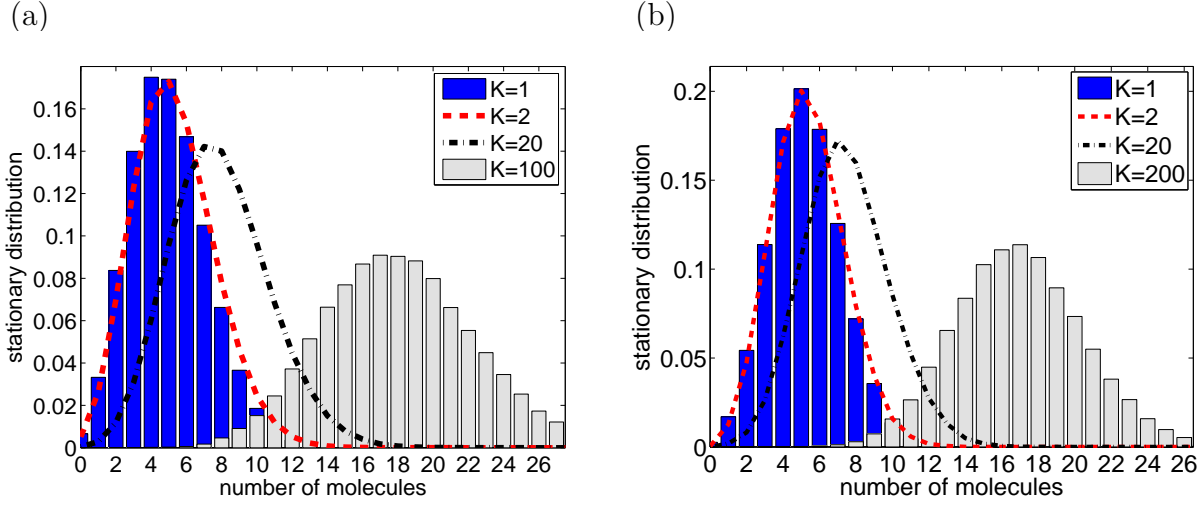 (a)
stationary distribution
0.16
0.14
0.12
0.1
0.08
0.06
0.04
0.02
0
0 2 4 6 8 10 12 14 16 18 20 22 24 26
number of molecules
K=1
K=2
K=20
K=100
(b)
stationary distribution
0.2
0.15
0.1
0.05
0
0 2 4 6 8 10 12 14 16 18 20 22 24 26
number of molecules
K=1
K=2
K=20
K=200